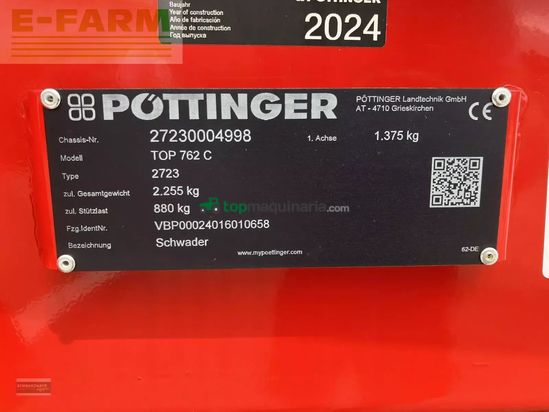 E-FARM
Baujahr
Year of construction
Año de fabricación
Année de construction
Год выпуска
2024
PÖTTINGER
PÖTTINGER Landtechnik GmbH
AT - 4710 Grieskirchen
CE
Chassis-Nr. 27230004998 1. Achse 1.375 kg
Modell TOP 762 C
Type 2723
zul. Gesamtgewicht 2.255 kg
zul. Stützlast 880 kg
topmaquinaria.com
Fzg.IdentNr. VBP00024016010658
Bezeichnung Schwader
www.mypoettinger.com
62-DE